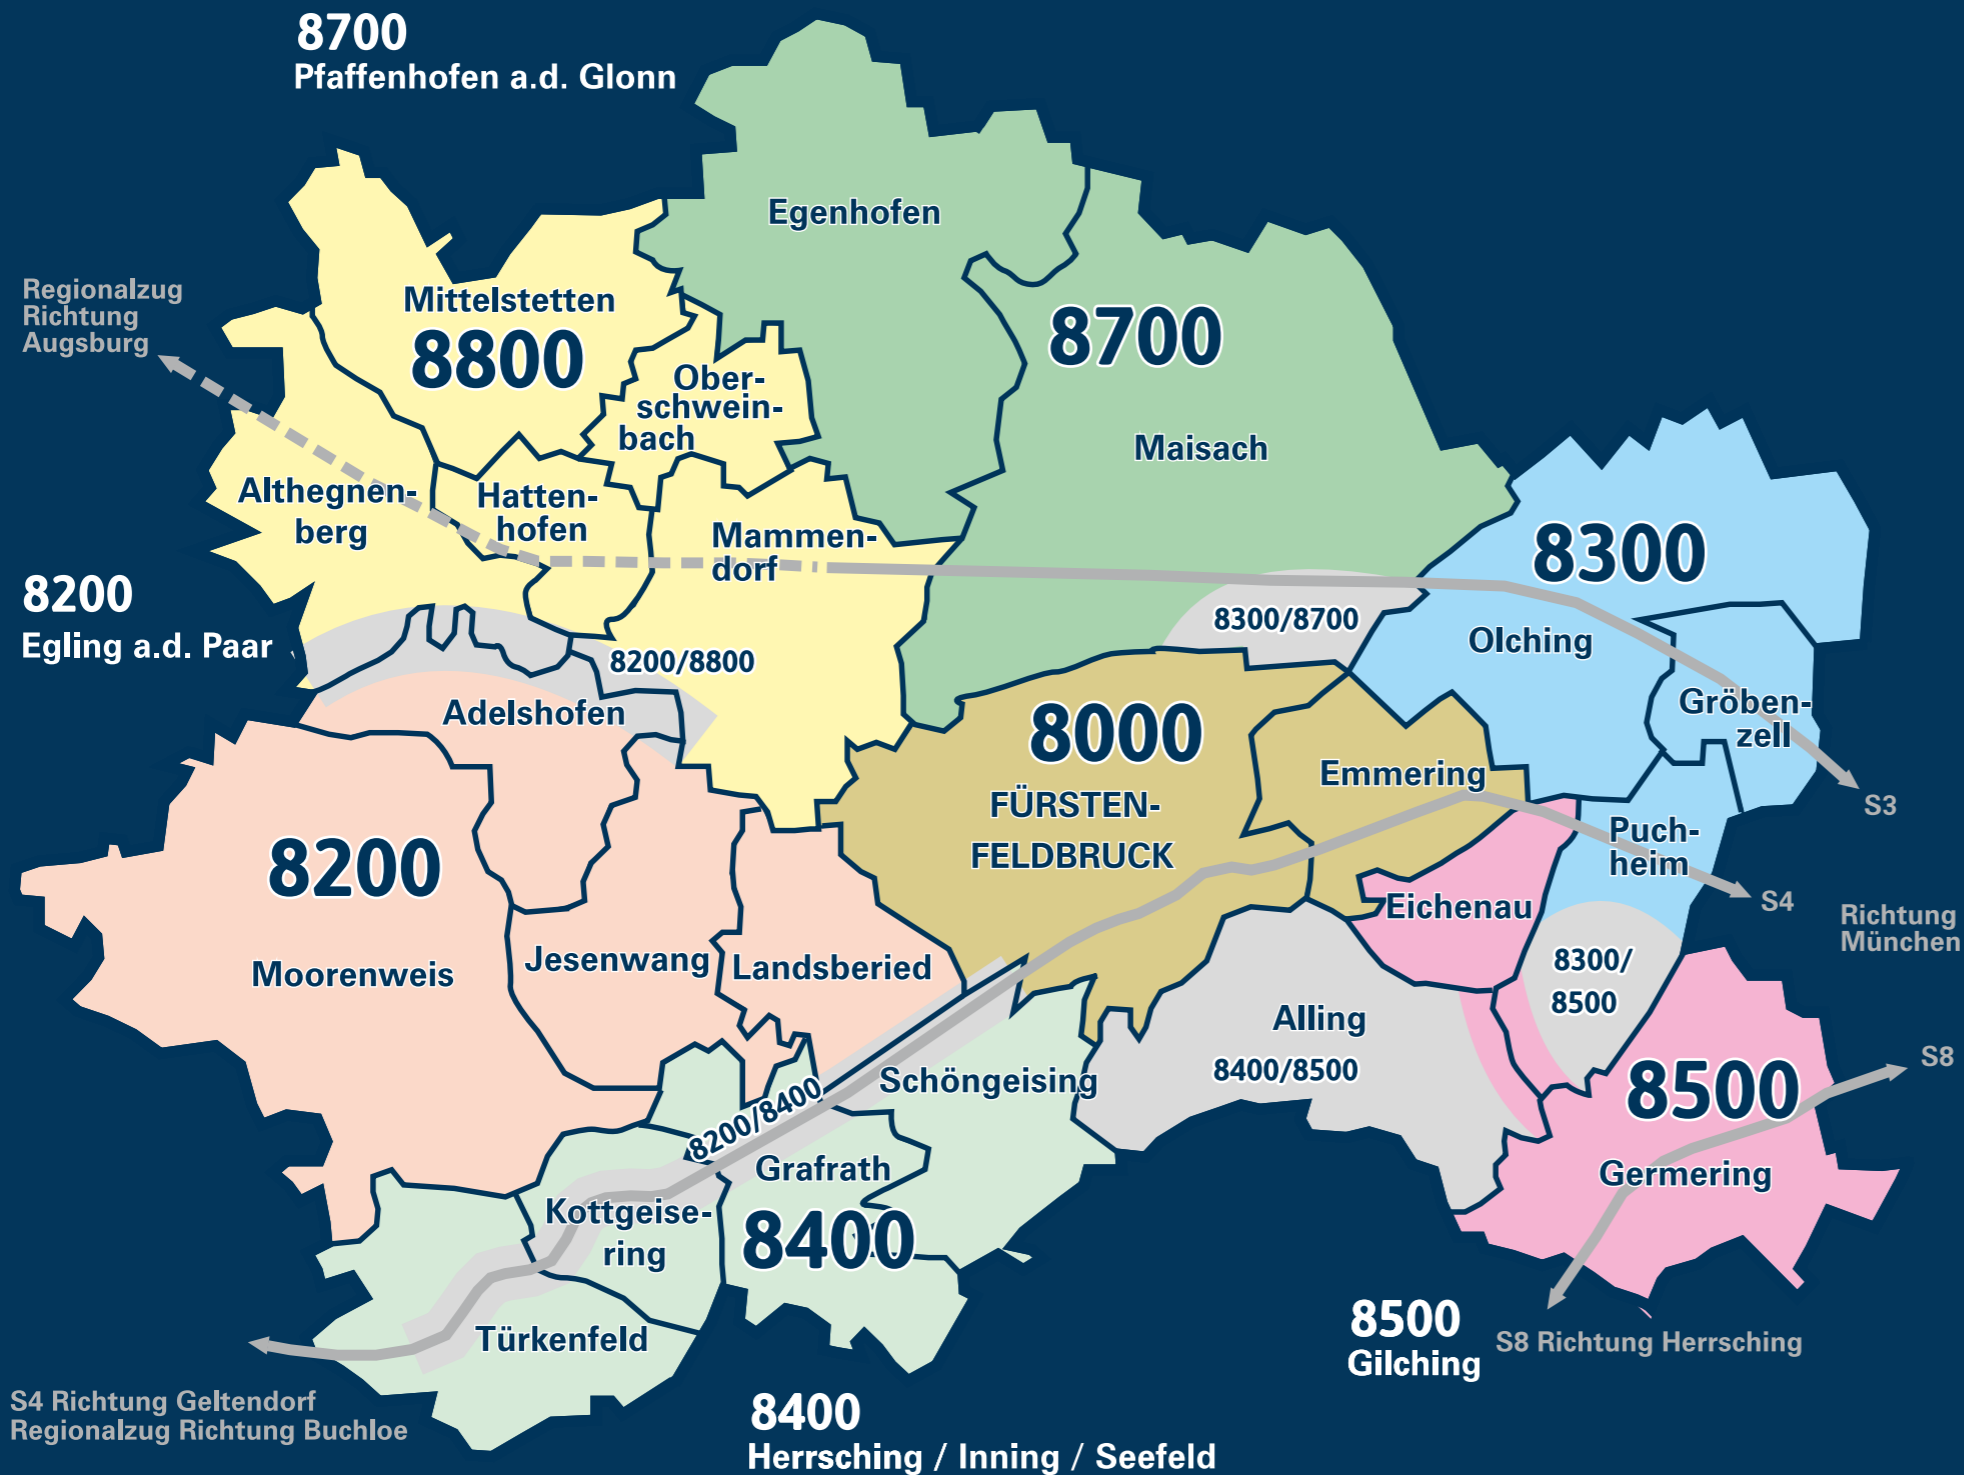 8700
Pfaffenhofen a.d. Glonn
Egenhofen
Regionalzug
Richtung
Augsburg
Mittelstetten
8800
8700
Ober-
schwein-
bach
Maisach
Althegnen-
berg
Hatten-
hofen
Mammen-
dorf
8300
8200
Egling a.d. Paar
8300/8700
Olching
8200/8800
Adelshofen
Gröben-
zell
8000
FÜRSTEN-
FELDBRUCK
Emmering
S3
Puch-
heim
8200
Eichenau
S4
Richtung
München
Moorenweis
Jesenwang
Landsberied
8300/
8500
Alling
8400/8500
S8
Schöngeising
8500
8200/8400
Grafrath
Germering
Kottgeise-
ring
8400
Türkenfeld
8500
Gilching
S8 Richtung Herrsching
S4 Richtung Geltendorf
Regionalzug Richtung Buchloe
8400
Herrsching / Inning / Seefeld